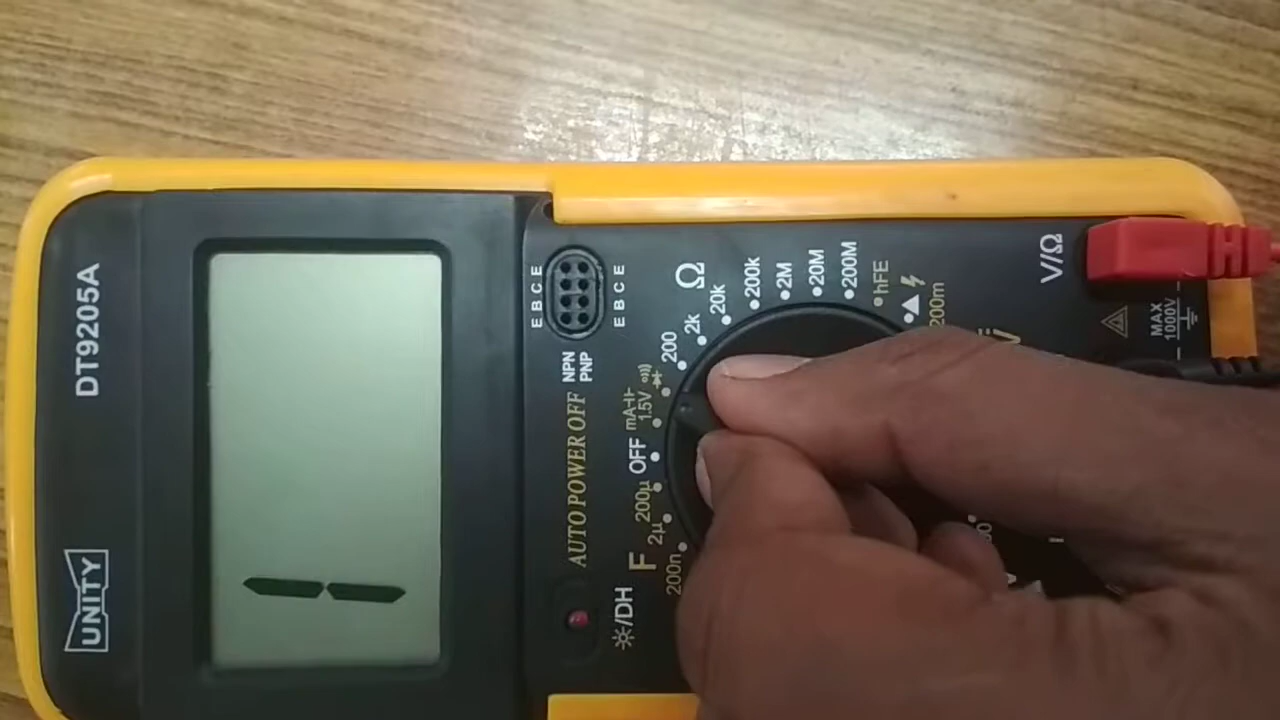 DT9205A
UNITY
1
E B C E
E B C E
NPN
PNP
AUTO POWER OFF
☀/DH
Ω
200
2k
20k
200k
2M
20M
200M
hFE
200m
mA
1.5V
OFF
F
200µ
2µ
200n
V/Ω
MAX
1000V